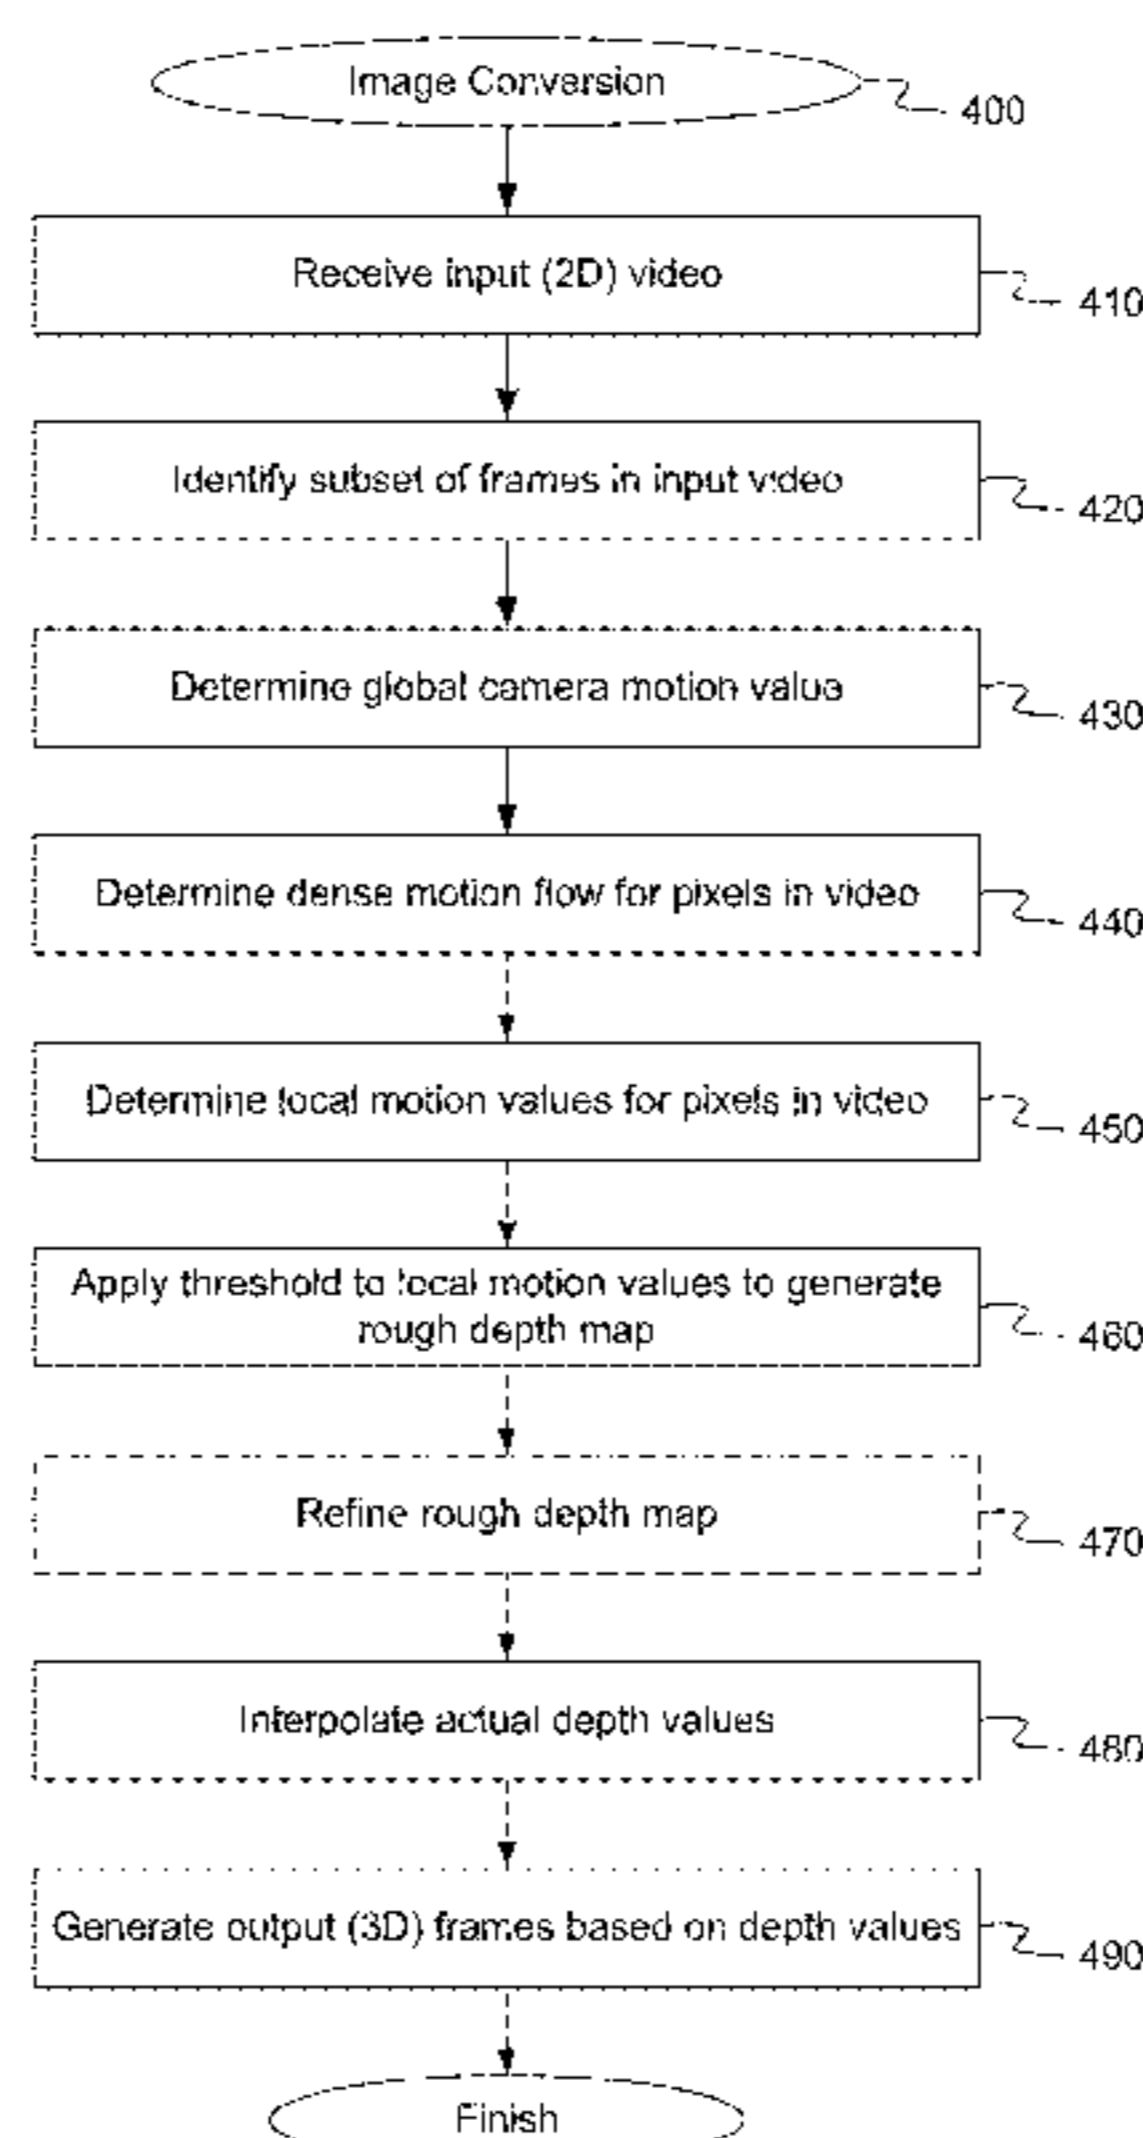 Image Conversion
400
Receive input (2D) video
410
Identify subset of frames in input video
420
Determine global camera motion value
430
Determine dense motion flow for pixels in video
440
Determine local motion values for pixels in video
450
Apply threshold to local motion values to generate
rough depth map
460
Refine rough depth map
470
Interpolate actual depth values
480
Generate output (3D) frames based on depth values
490
Finish